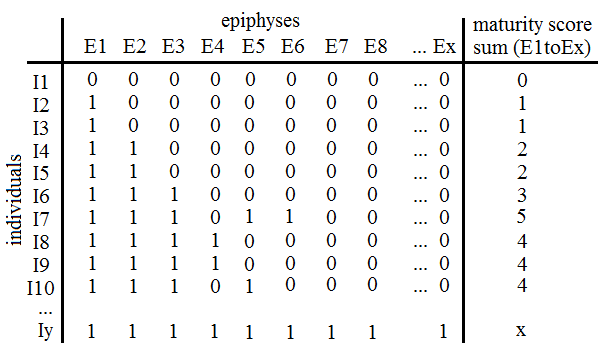 epiphyses maturity score
E1 E2 E3 E4 E5 E6 E7 E8 ... Ex sum (E1toEx)
individuals
I1 0 0 0 0 0 0 0 0 ... 0 0
I2 1 0 0 0 0 0 0 0 ... 0 1
I3 1 0 0 0 0 0 0 0 ... 0 1
I4 1 1 0 0 0 0 0 0 ... 0 2
I5 1 1 0 0 0 0 0 0 ... 0 2
I6 1 1 1 0 0 0 0 0 ... 0 3
I7 1 1 1 0 1 1 0 0 ... 0 5
I8 1 1 1 1 0 0 0 0 ... 0 4
I9 1 1 1 1 0 0 0 0 ... 0 4
I10 1 1 1 0 1 0 0 0 ... 0 4
...
Iy 1 1 1 1 1 1 1 1 1 x